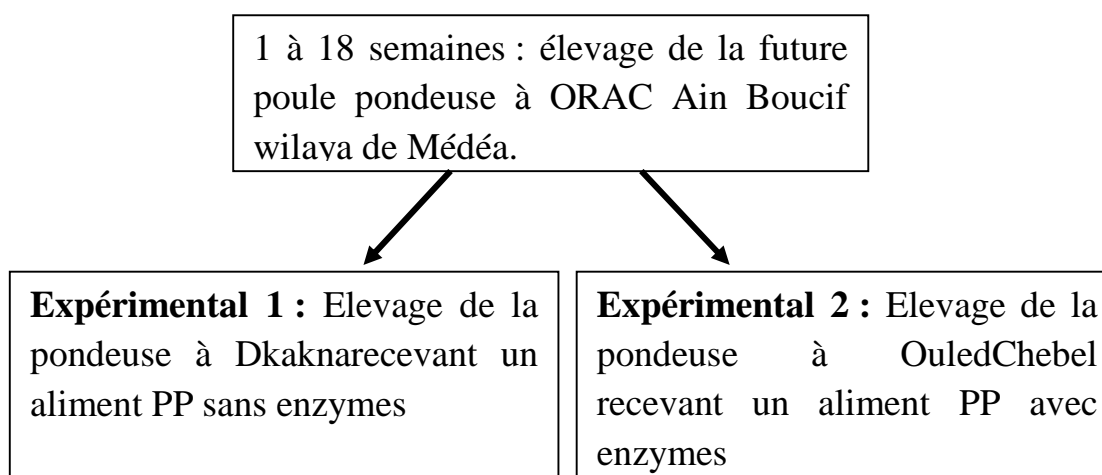 1 à 18 semaines : élevage de la future
poule pondeuse à ORAC Ain Boucif
wilaya de Médéa.
Expérimental 1 : Elevage de la
pondeuse à Dkaknarecevant un
aliment PP sans enzymes
Expérimental 2 : Elevage de la
pondeuse à OuledChebel
recevant un aliment PP avec
enzymes